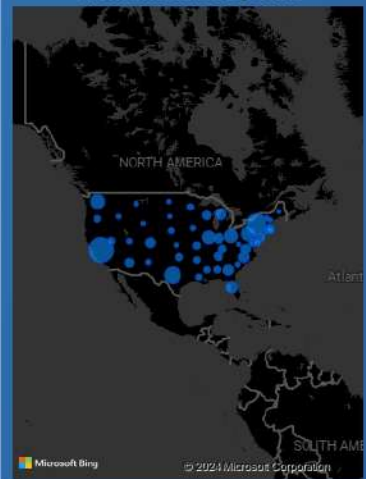 NORTH AMERICA
Atlant
SOUTH AME
Microsoft Bing
© 2024 Microsoft Corporation